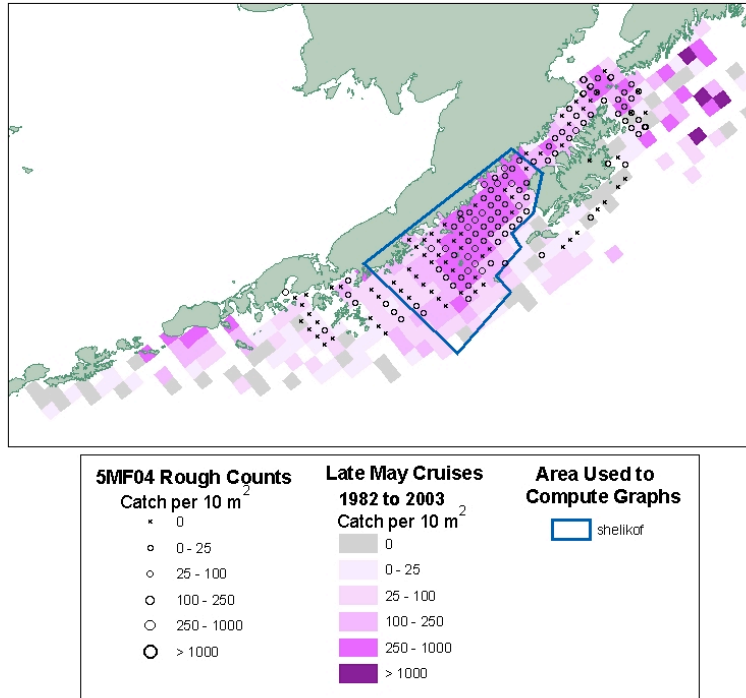 5MF04 Rough Counts
Catch per 10 m2
0
0 - 25
25 - 100
100 - 250
250 - 1000
> 1000
Late May Cruises
1982 to 2003
Catch per 10 m2
0
0 - 25
25 - 100
100 - 250
250 - 1000
> 1000
Area Used to
Compute Graphs
shelikof